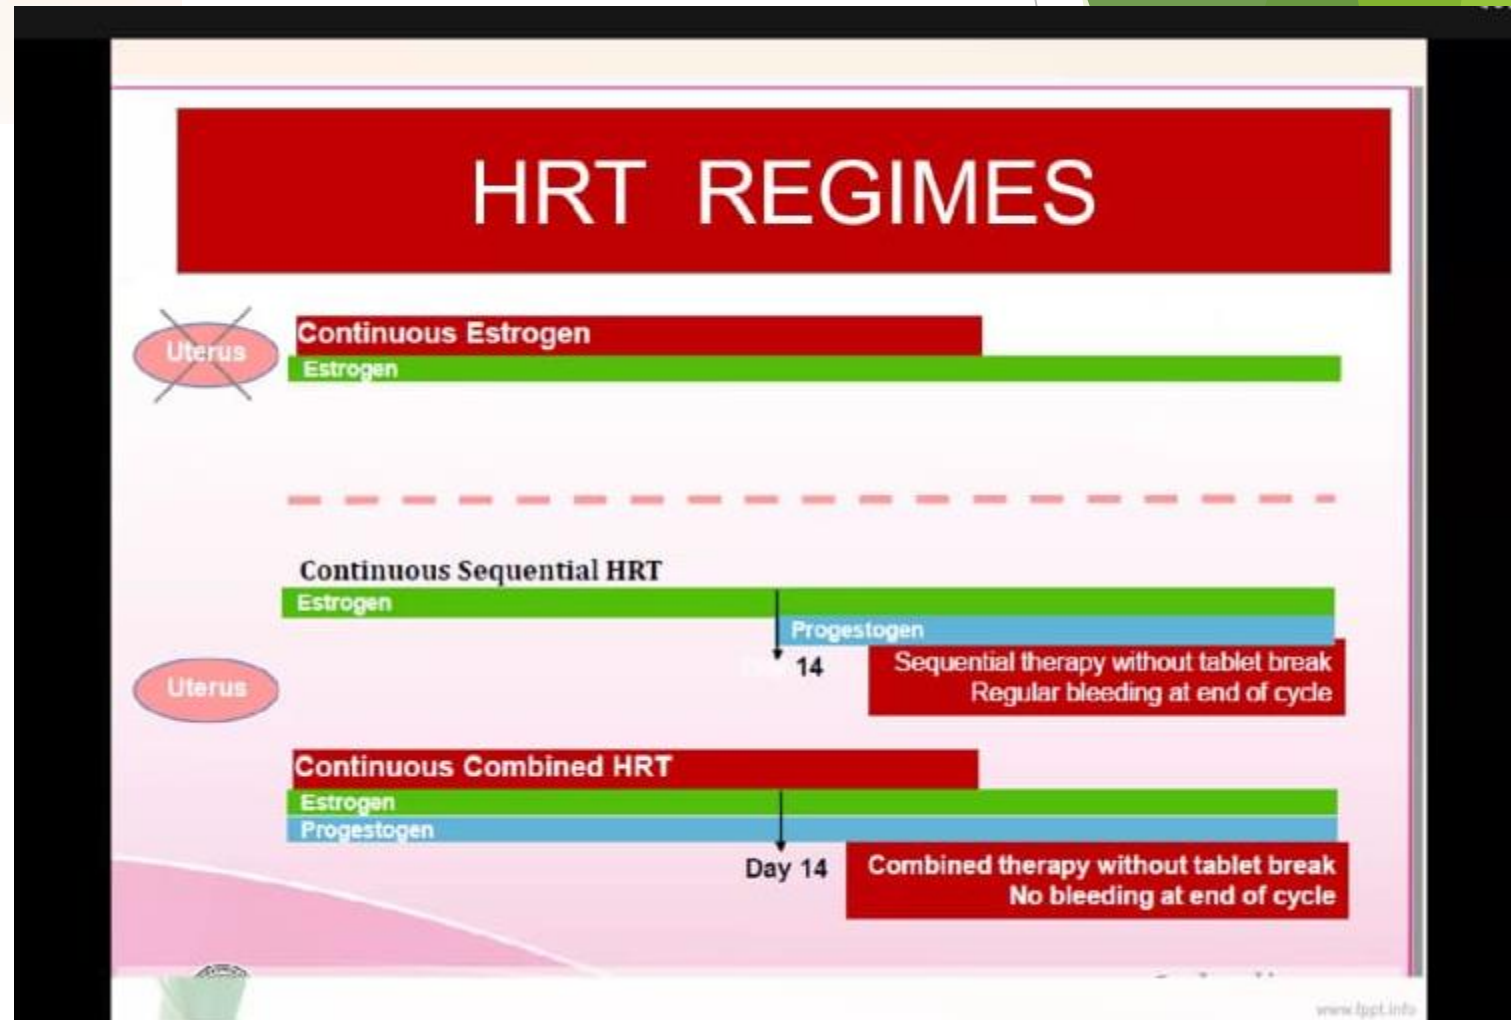 HRT REGIMES
Uterus
Continuous Estrogen
Estrogen
Continuous Sequential HRT
Estrogen
Progestogen
14
Sequential therapy without tablet break
Regular bleeding at end of cycle
Uterus
Continuous Combined HRT
Estrogen
Progestogen
Day 14
Combined therapy without tablet break
No bleeding at end of cycle
www.fppt.info